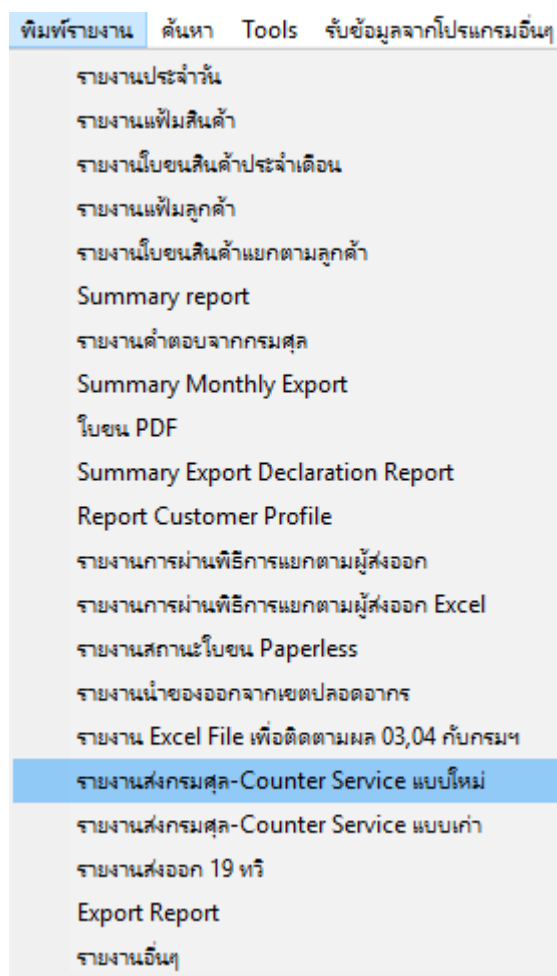 พิมพ์รายงาน ค้นหา Tools รับข้อมูลจากโปรแกรมอื่นๆ
รายงานประจำวัน
รายงานแฟ้มสินค้า
รายงานใบขนสินค้าประจำเดือน
รายงานแฟ้มลูกค้า
รายงานใบขนสินค้าแยกตามลูกค้า
Summary report
รายงานคำตอบจากกรมศุล
Summary Monthly Export
ใบขน PDF
Summary Export Declaration Report
Report Customer Profile
รายงานการผ่านพิธีการแยกตามผู้ส่งออก
รายงานการผ่านพิธีการแยกตามผู้ส่งออก Excel
รายงานสถานะใบขน Paperless
รายงานนำของออกจากเขตปลอดอากร
รายงาน Excel File เพื่อติดตามผล 03,04 กับกรมฯ
รายงานส่งกรมศุล-Counter Service แบบใหม่
รายงานส่งกรมศุล-Counter Service แบบเก่า
รายงานส่งออก 19 ทวิ
Export Report
รายงานอื่นๆ